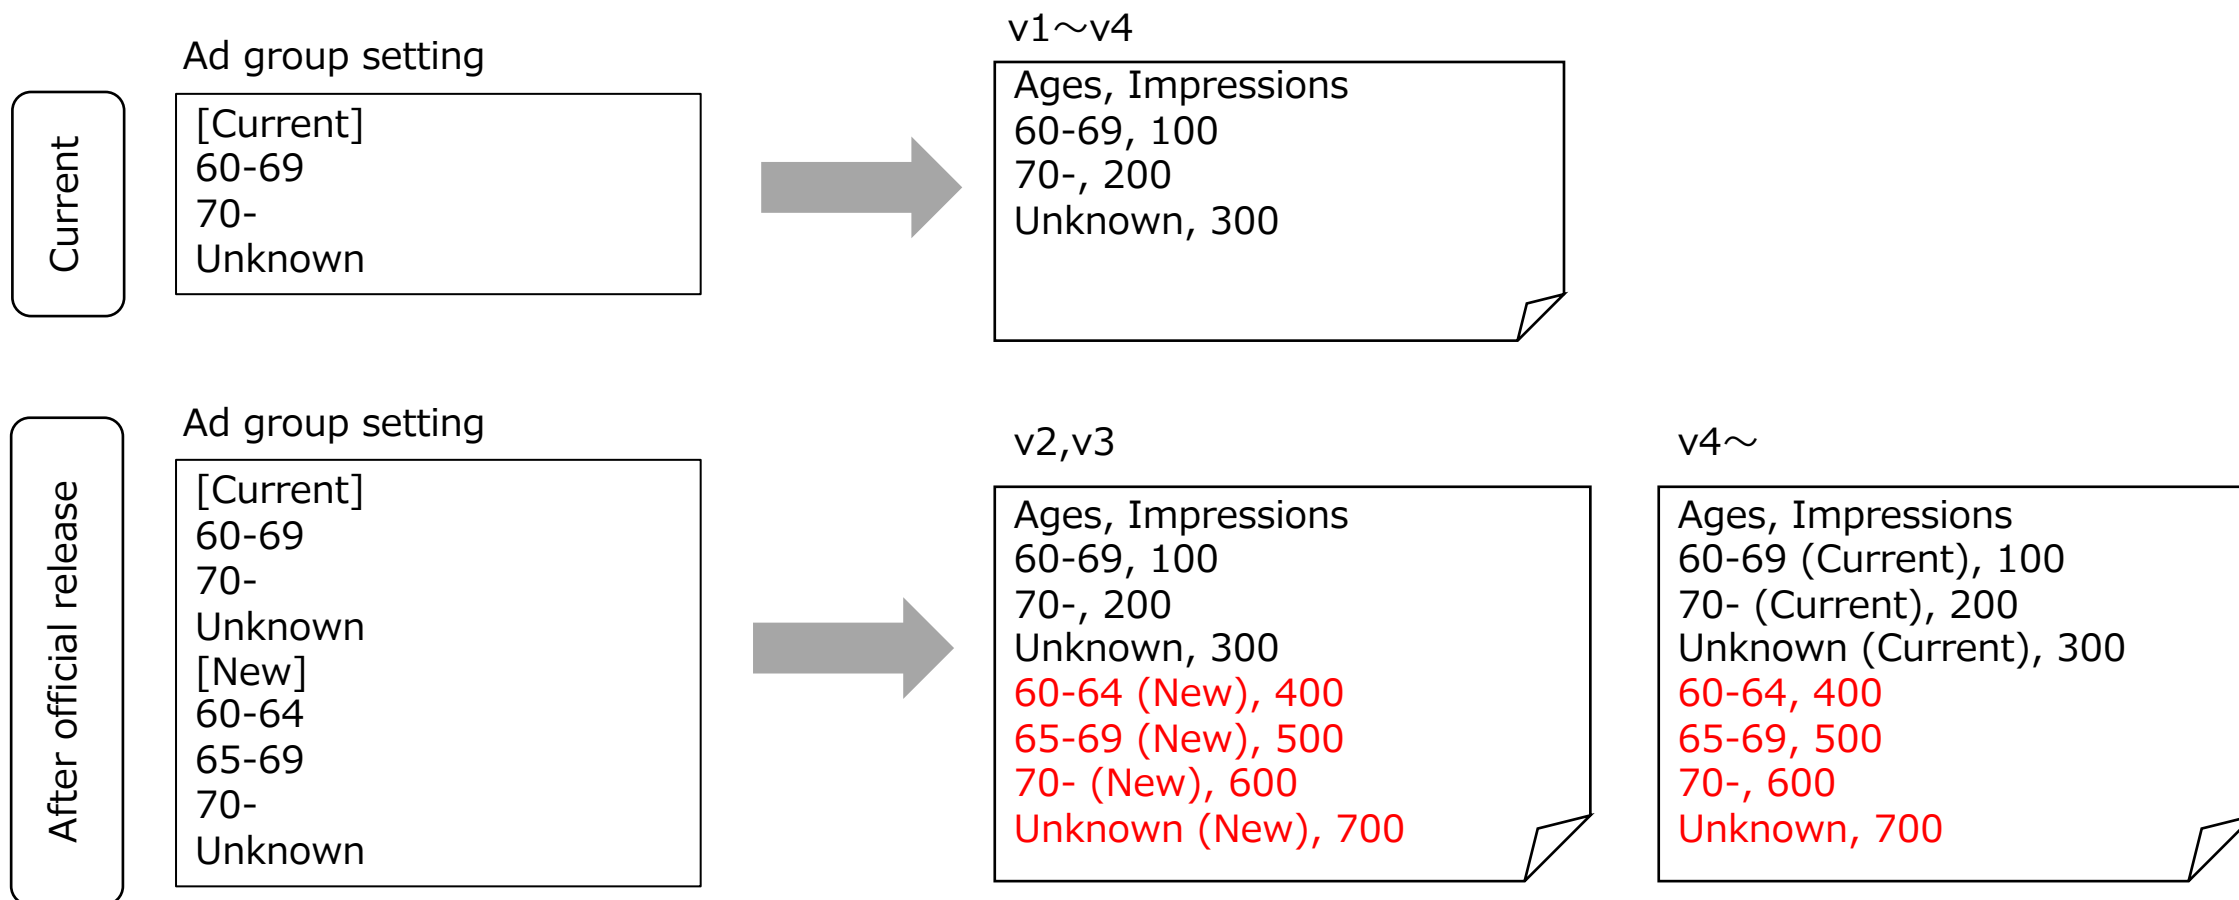 Current
Ad group setting
[Current]
60-69
70-
Unknown
v1～v4
Ages, Impressions
60-69, 100
70-, 200
Unknown, 300
After official release
Ad group setting
[Current]
60-69
70-
Unknown
[New]
60-64
65-69
70-
Unknown
v2,v3
Ages, Impressions
60-69, 100
70-, 200
Unknown, 300
60-64 (New), 400
65-69 (New), 500
70- (New), 600
Unknown (New), 700
v4～
Ages, Impressions
60-69 (Current), 100
70- (Current), 200
Unknown (Current), 300
60-64, 400
65-69, 500
70-, 600
Unknown, 700